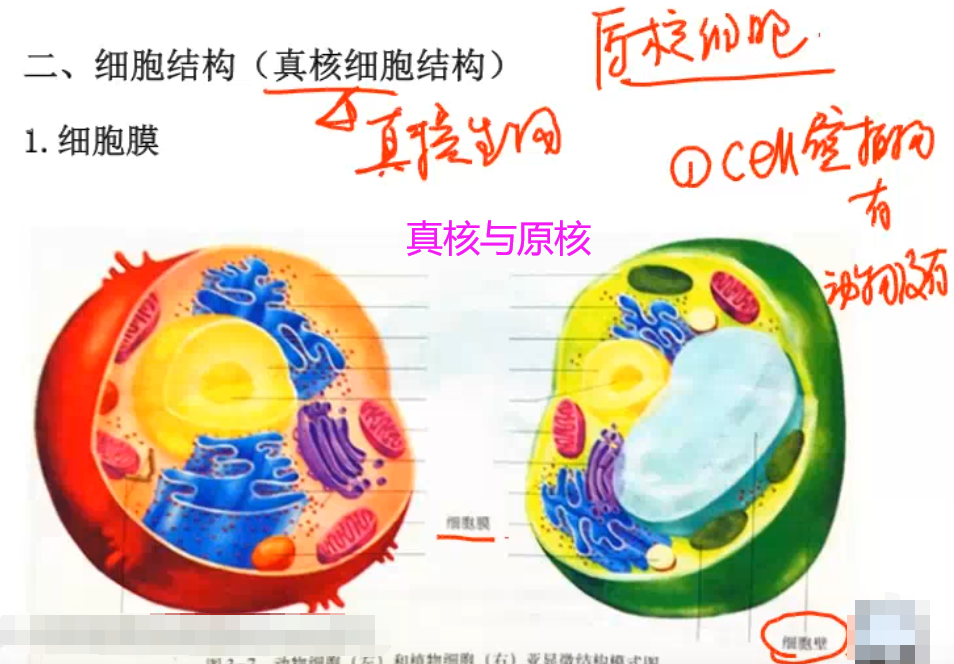 二、细胞结构（真核细胞结构）
原核细胞
1.细胞膜
真核生物
①cell壁植物
有
动物没有
真核与原核
细胞膜
细胞壁
图3-7 动物细胞（左）和植物细胞（右）亚显微结构模式图